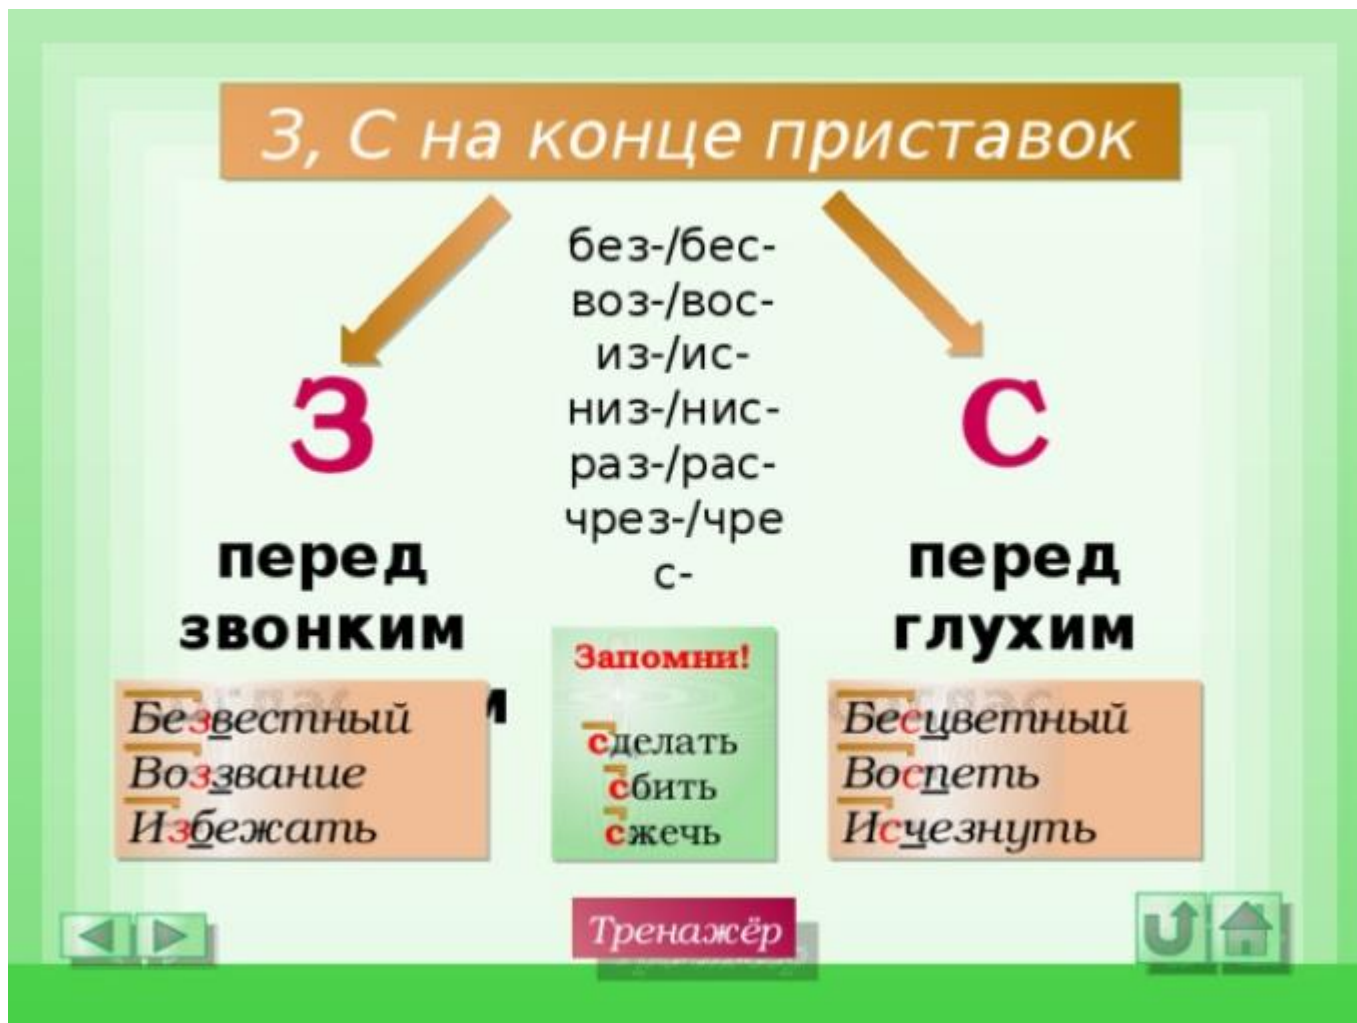 З, С на конце приставок
без-/бес-
воз-/вос-
из-/ис-
низ-/нис-
раз-/рас-
чрез-/чре
с-
З
перед
звонким
С
перед
глухим
Безвестный
Воззвание
Избежать
Запомни!
сделать
сбить
сжечь
Бесцветный
Воспеть
Исчезнуть
Тренажёр